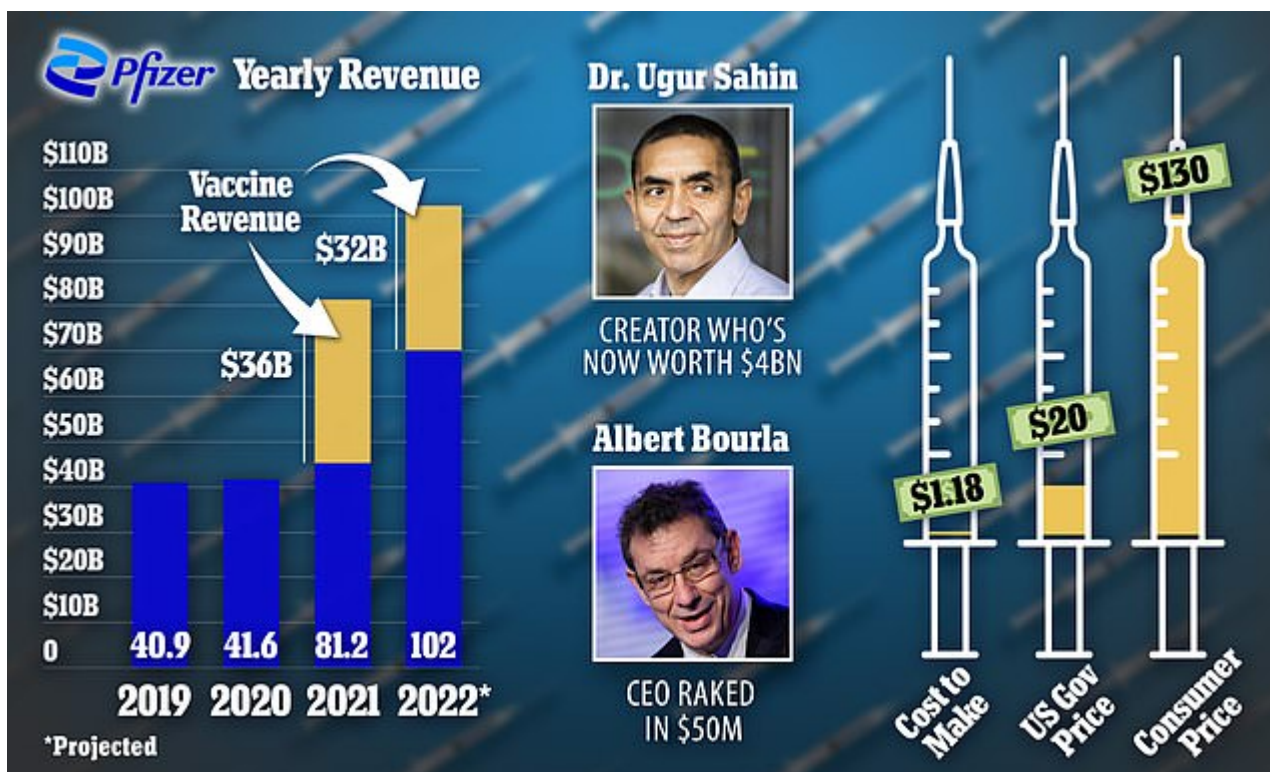 Pfizer Yearly Revenue
$110B
$100B
$90B
$80B
$70B
$60B
$50B
$40B
$30B
$20B
$10B
0
Vaccine
Revenue
$36B
$32B
40.9 41.6 81.2 102
2019 2020 2021 2022*
*Projected
Dr. Ugur Sahin
CREATOR WHO'S
NOW WORTH $4BN
Albert Bourla
CEO RAKED
IN $50M
$1.18
$20
$130
Cost to
Make
US Gov
Price
Consumer
Price